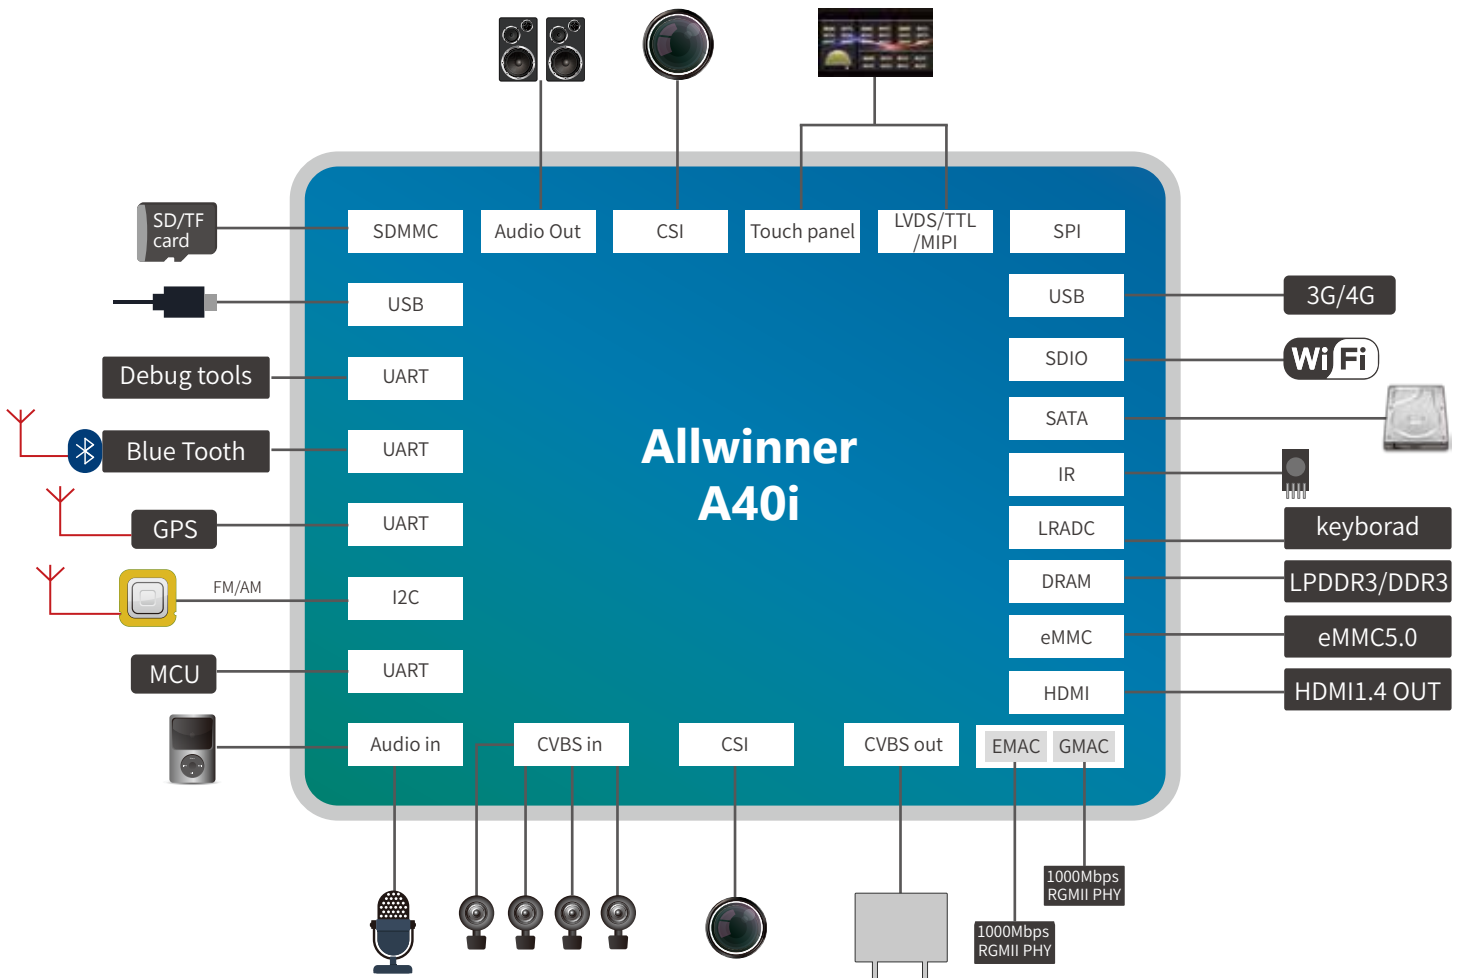 SD/TF
card
SDMMC
Audio Out
CSI
Touch panel
LVDS/TTL
/MIPI
SPI
USB
USB
3G/4G
Debug tools
UART
SDIO
WiFi
SATA
Blue Tooth
UART
Allwinner
A40i
IR
GPS
UART
LRADC
keyborad
FM/AM
I2C
DRAM
LPDDR3/DDR3
eMMC
eMMC5.0
MCU
UART
HDMI
HDMI1.4 OUT
Audio in
CVBS in
CSI
CVBS out
EMAC
GMAC
1000Mbps
RGMII PHY
1000Mbps
RGMII PHY